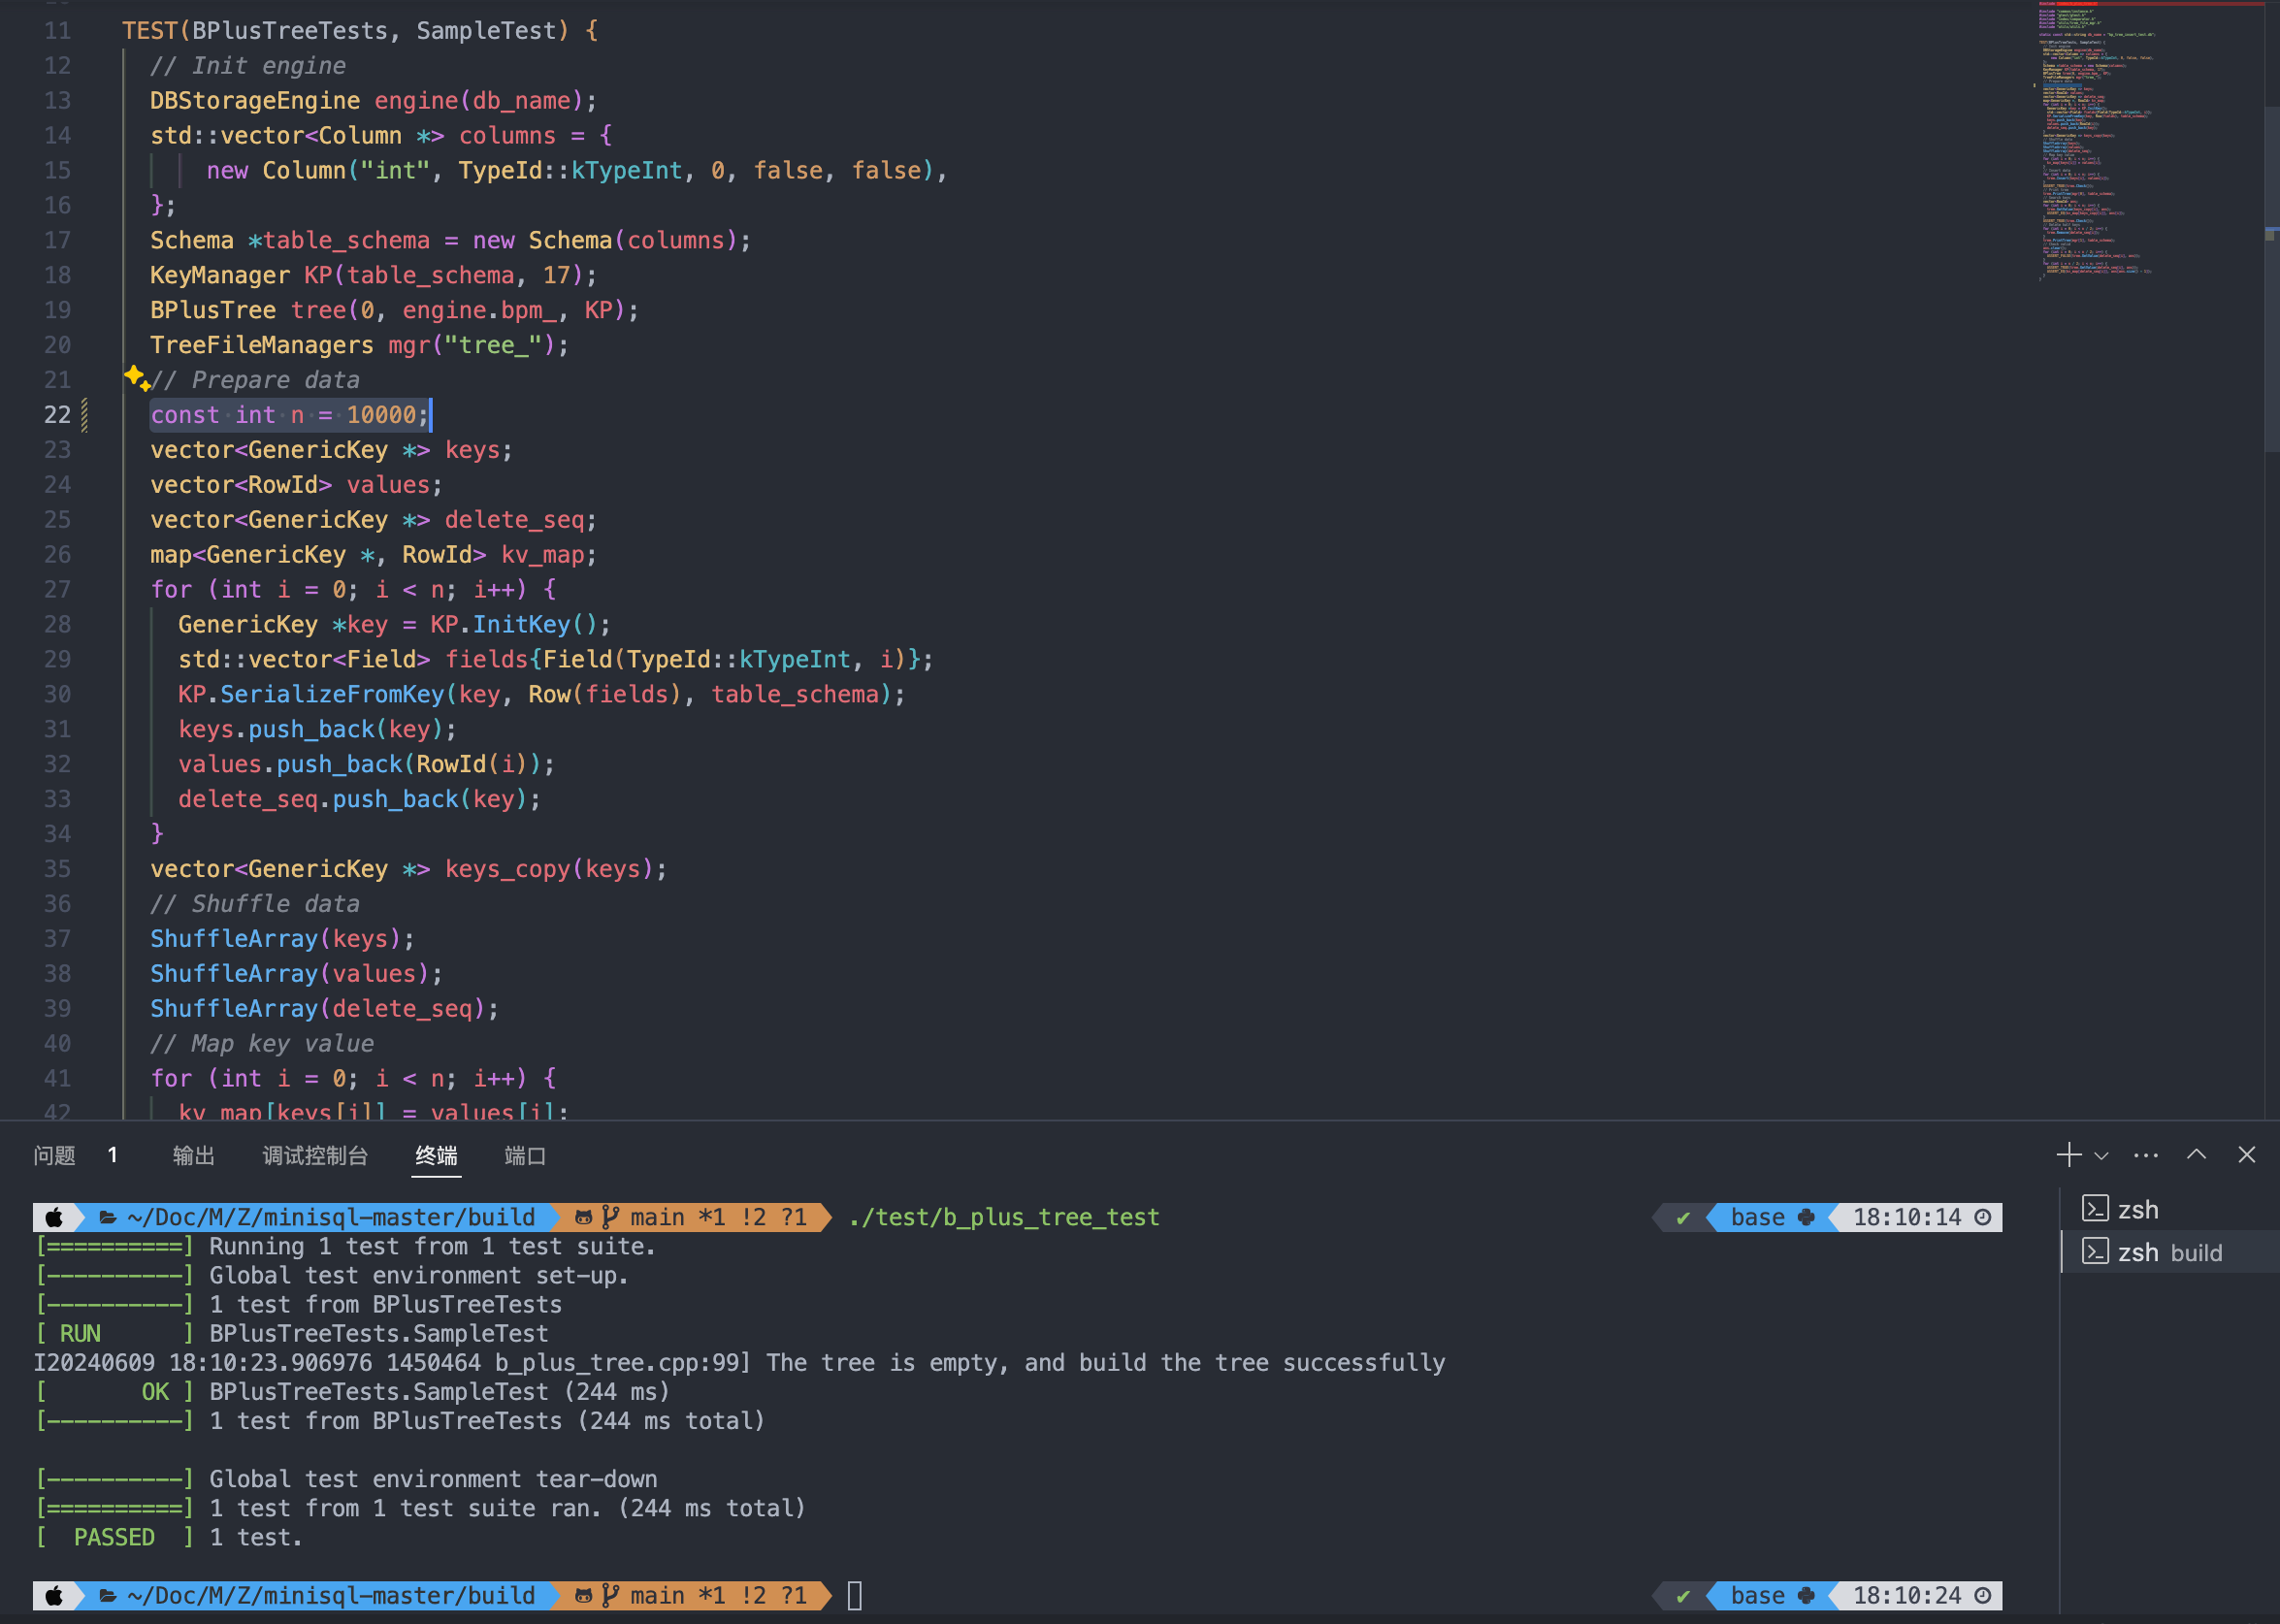 11 TEST(BPlusTreeTests, SampleTest) {
12 // Init engine
13 DBStorageEngine engine(db_name);
14 std::vector<Column *> columns = {
15 new Column("int", TypeId::kTypeInt, 0, false, false),
16 };
17 Schema *table_schema = new Schema(columns);
18 KeyManager KP(table_schema, 17);
19 BPlusTree tree(0, engine.bpm_, KP);
20 TreeFileManagers mgr("tree_");
21 // Prepare data
22 const int n = 10000;
23 vector<GenericKey *> keys;
24 vector<RowId> values;
25 vector<GenericKey *> delete_seq;
26 map<GenericKey *, RowId> kv_map;
27 for (int i = 0; i < n; i++) {
28 GenericKey *key = KP.InitKey();
29 std::vector<Field> fields{Field(TypeId::kTypeInt, i)};
30 KP.SerializeFromKey(key, Row(fields), table_schema);
31 keys.push_back(key);
32 values.push_back(RowId(i));
33 delete_seq.push_back(key);
34 }
35 vector<GenericKey *> keys_copy(keys);
36 // Shuffle data
37 ShuffleArray(keys);
38 ShuffleArray(values);
39 ShuffleArray(delete_seq);
40 // Map key value
41 for (int i = 0; i < n; i++) {
42 kv_map[keys[i]] = values[i];
问题 1 输出 调试控制台 终端 端口
~/Doc/M/Z/minisql-master/build main *1 !2 ?1 ./test/b_plus_tree_test ✔ base 18:10:14
[==========] Running 1 test from 1 test suite.
[----------] Global test environment set-up.
[----------] 1 test from BPlusTreeTests
[ RUN      ] BPlusTreeTests.SampleTest
I20240609 18:10:23.906976 1450464 b_plus_tree.cpp:99] The tree is empty, and build the tree successfully
[       OK ] BPlusTreeTests.SampleTest (244 ms)
[----------] 1 test from BPlusTreeTests (244 ms total)
[----------] Global test environment tear-down
[==========] 1 test from 1 test suite ran. (244 ms total)
[  PASSED  ] 1 test.
~/Doc/M/Z/minisql-master/build main *1 !2 ?1 ✔ base 18:10:24
zsh
zsh build